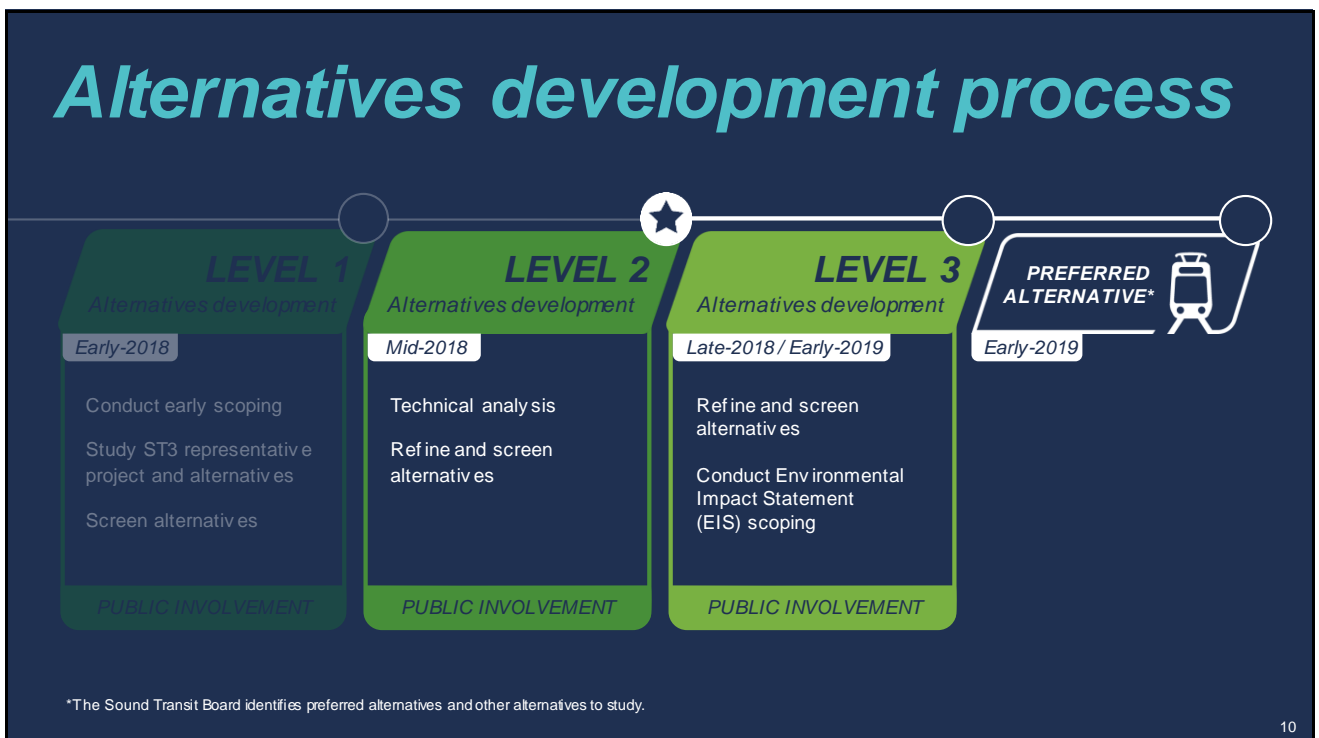 Alternatives development process
LEVEL 1
Alternatives development
Early-2018
Conduct early scoping
Study ST3 representative
project and alternatives
Screen alternatives
PUBLIC INVOLVEMENT
LEVEL 2
Alternatives development
Mid-2018
Technical analysis
Refine and screen
alternatives
PUBLIC INVOLVEMENT
LEVEL 3
Alternatives development
Late-2018 / Early-2019
Refine and screen
alternatives
Conduct Environmental
Impact Statement
(EIS) scoping
PUBLIC INVOLVEMENT
PREFERRED
ALTERNATIVE*
Early-2019
*The Sound Transit Board identifies preferred alternatives and other alternatives to study.
10